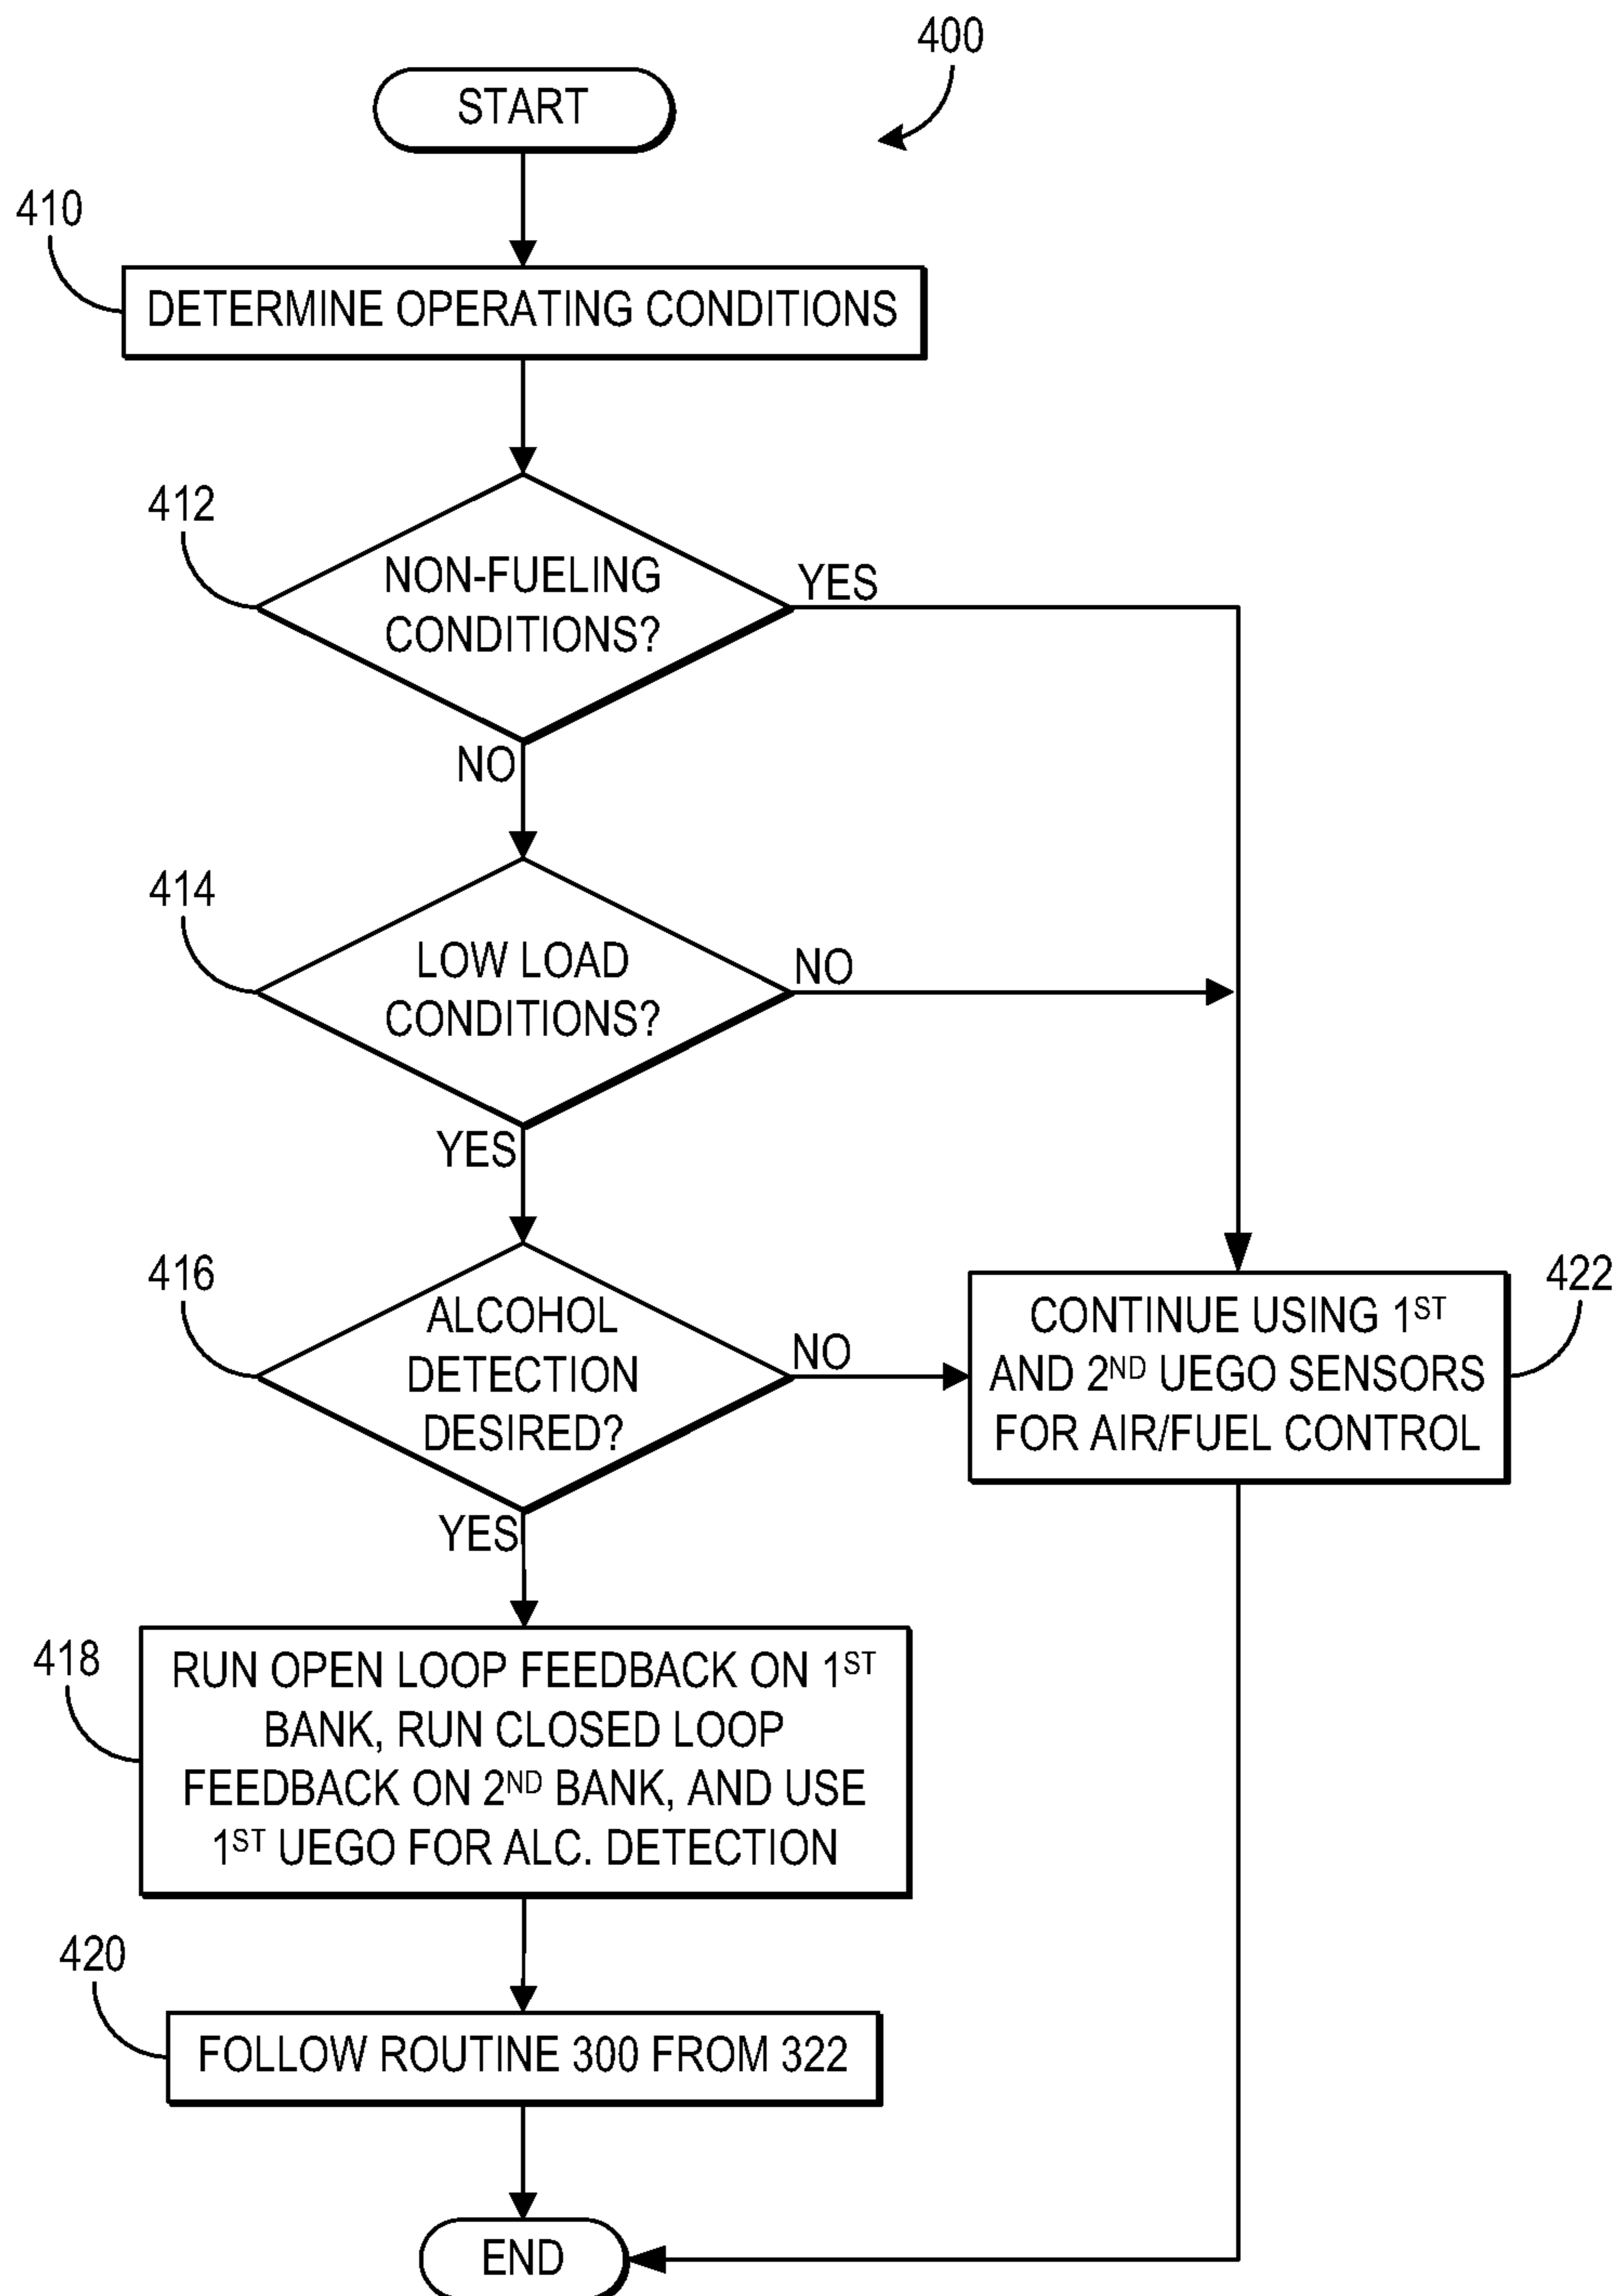 400
START
410
DETERMINE OPERATING CONDITIONS
412
NON-FUELING
CONDITIONS?
YES
NO
414
LOW LOAD
CONDITIONS?
NO
YES
416
ALCOHOL
DETECTION
DESIRED?
NO
YES
422
CONTINUE USING 1ST
AND 2ND UEGO SENSORS
FOR AIR/FUEL CONTROL
418
RUN OPEN LOOP FEEDBACK ON 1ST
BANK, RUN CLOSED LOOP
FEEDBACK ON 2ND BANK, AND USE
1ST UEGO FOR ALC. DETECTION
420
FOLLOW ROUTINE 300 FROM 322
END